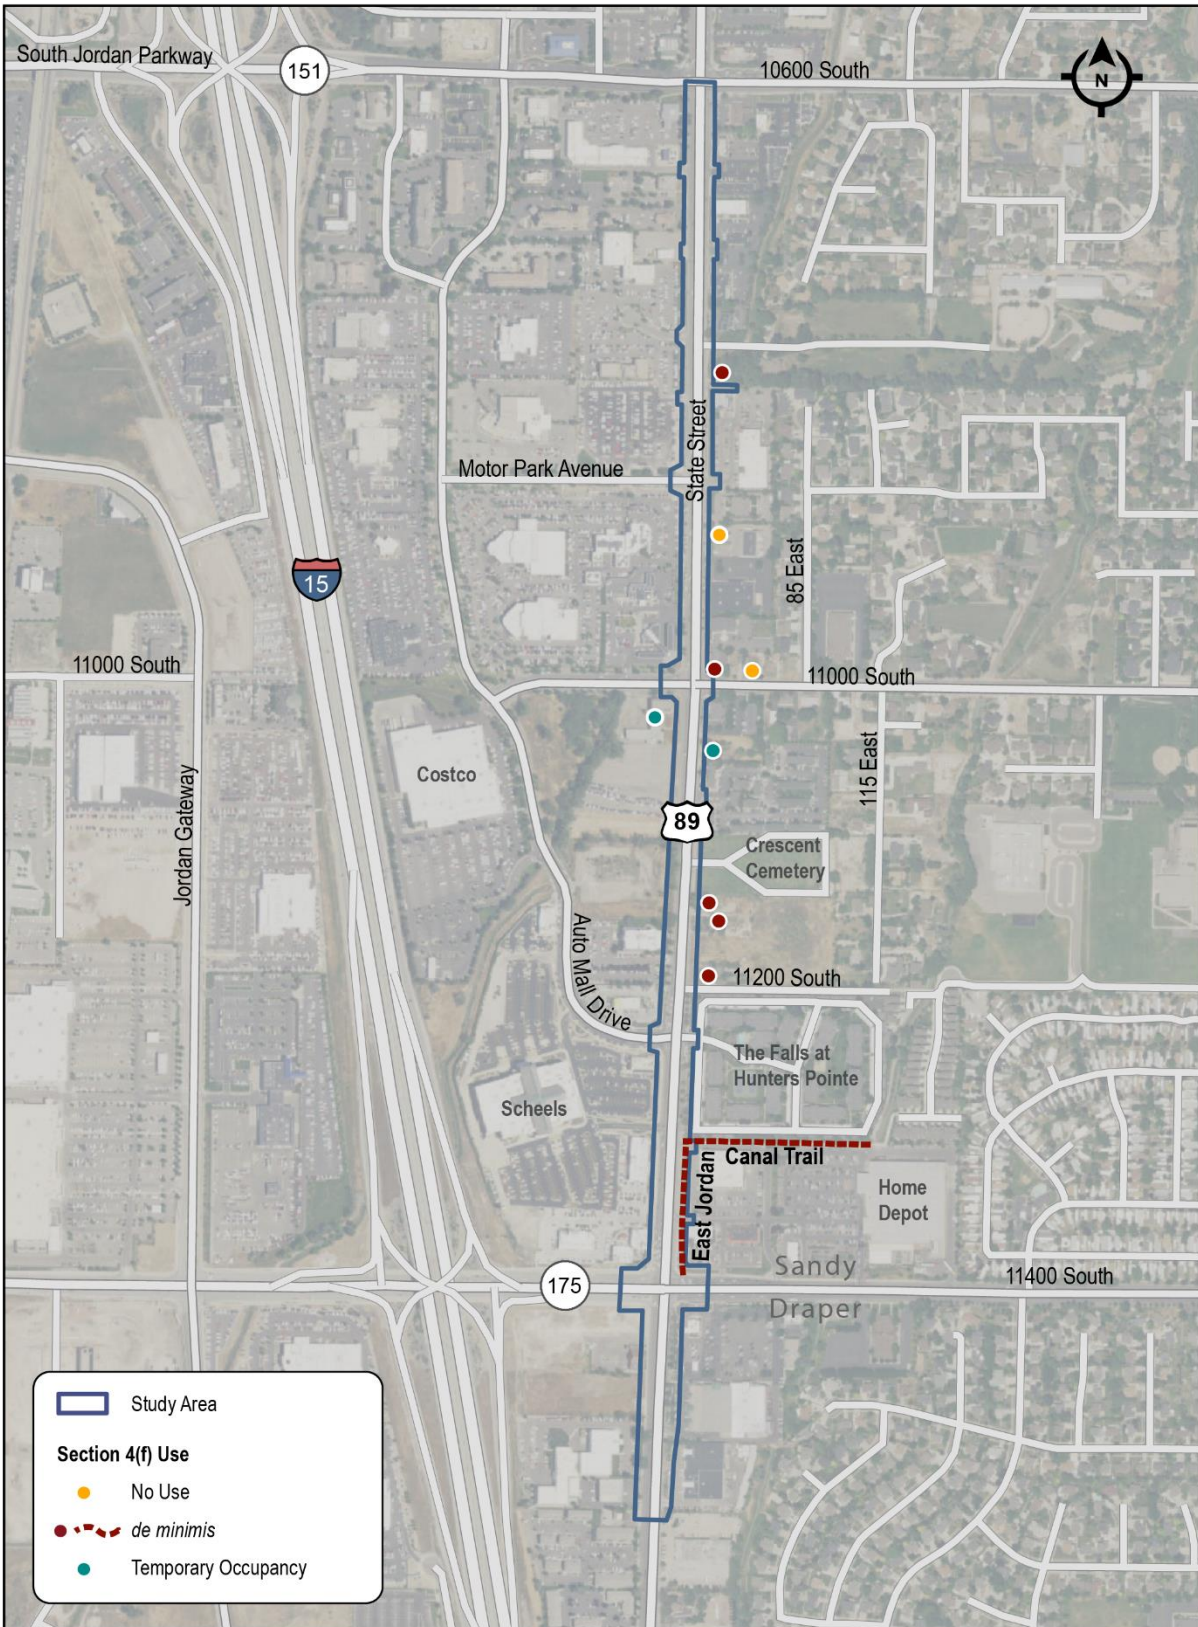 South Jordan Parkway
151
10600 South
N
State Street
Motor Park Avenue
15
85 East
11000 South
11000 South
Costco
115 East
Jordan Gateway
89
Crescent
Cemetery
Auto Mall Drive
11200 South
The Falls at
Hunters Pointe
Scheels
East Jordan
Canal Trail
Home
Depot
Sandy
175
11400 South
Draper
Study Area
Section 4(f) Use
No Use
de minimis
Temporary Occupancy